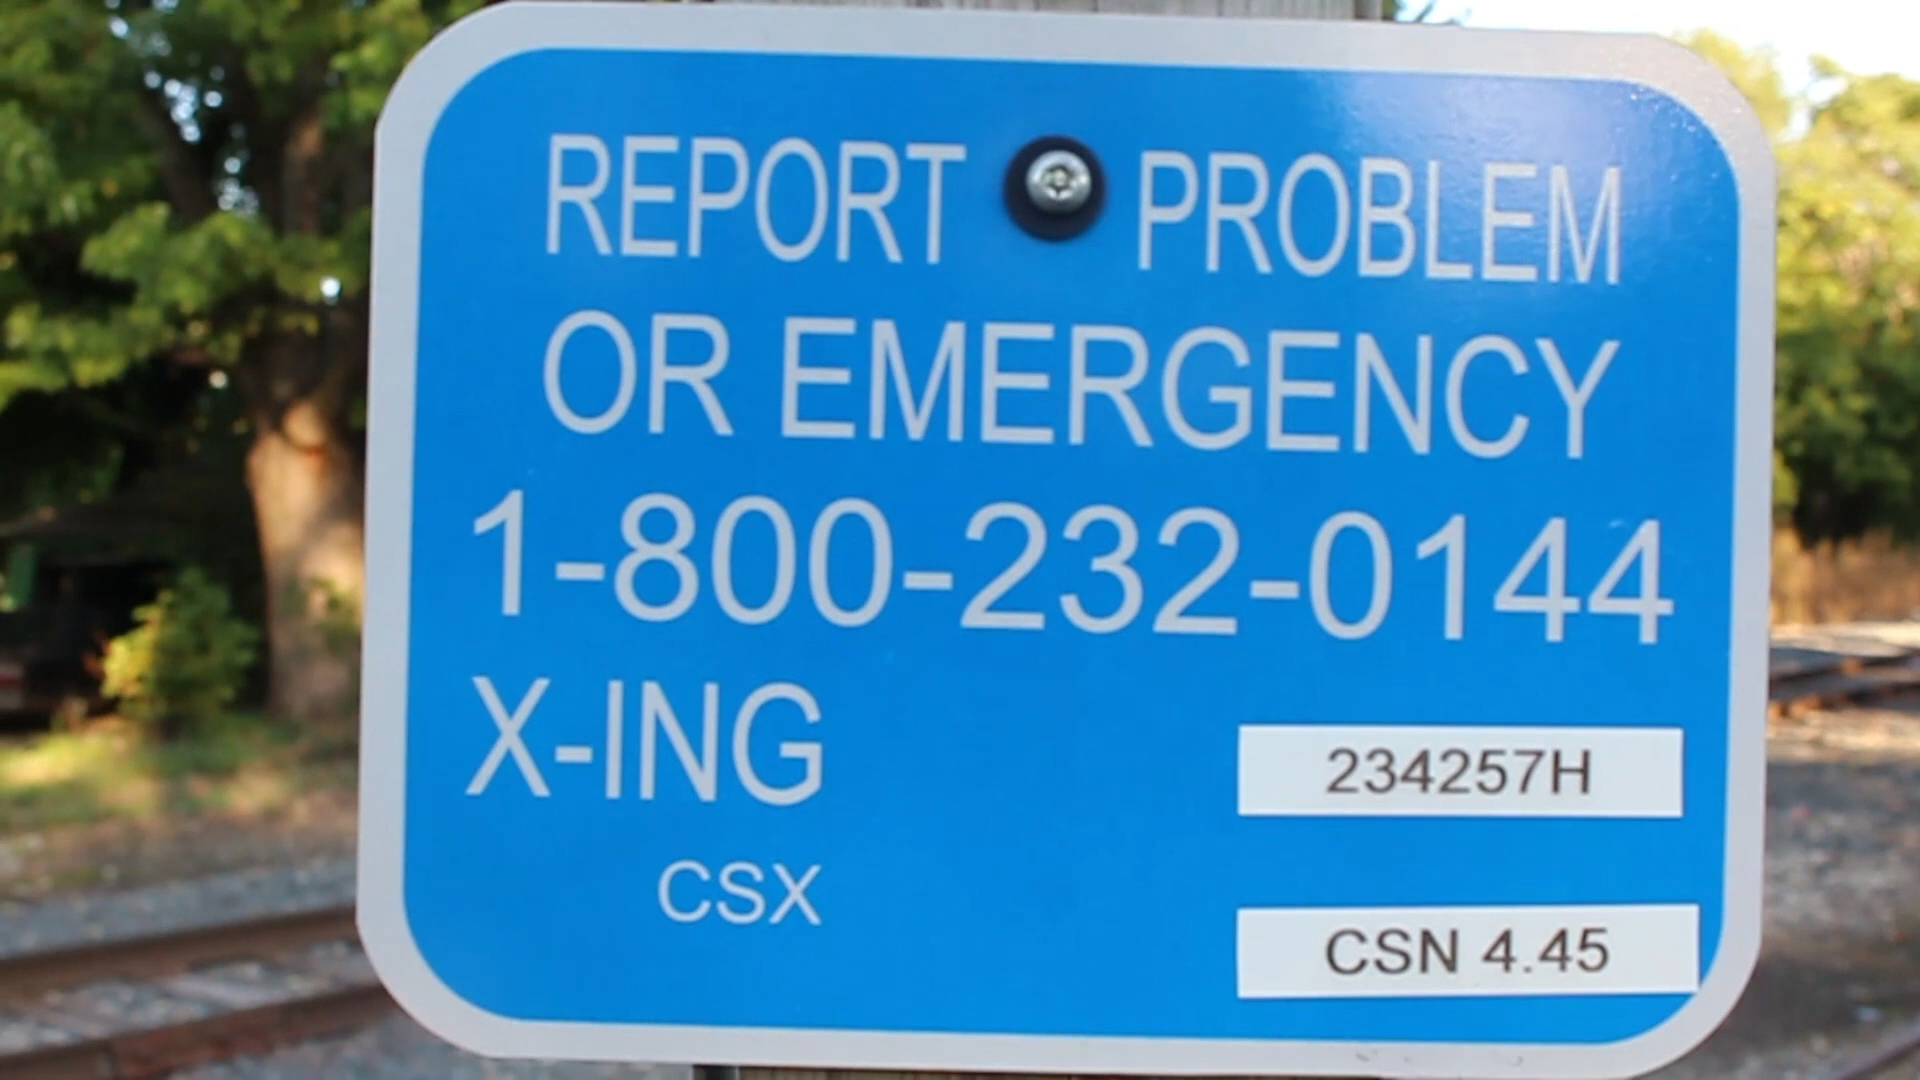 REPORT PROBLEM
OR EMERGENCY
1-800-232-0144
X-ING
234257H
CSX
CSN 4.45